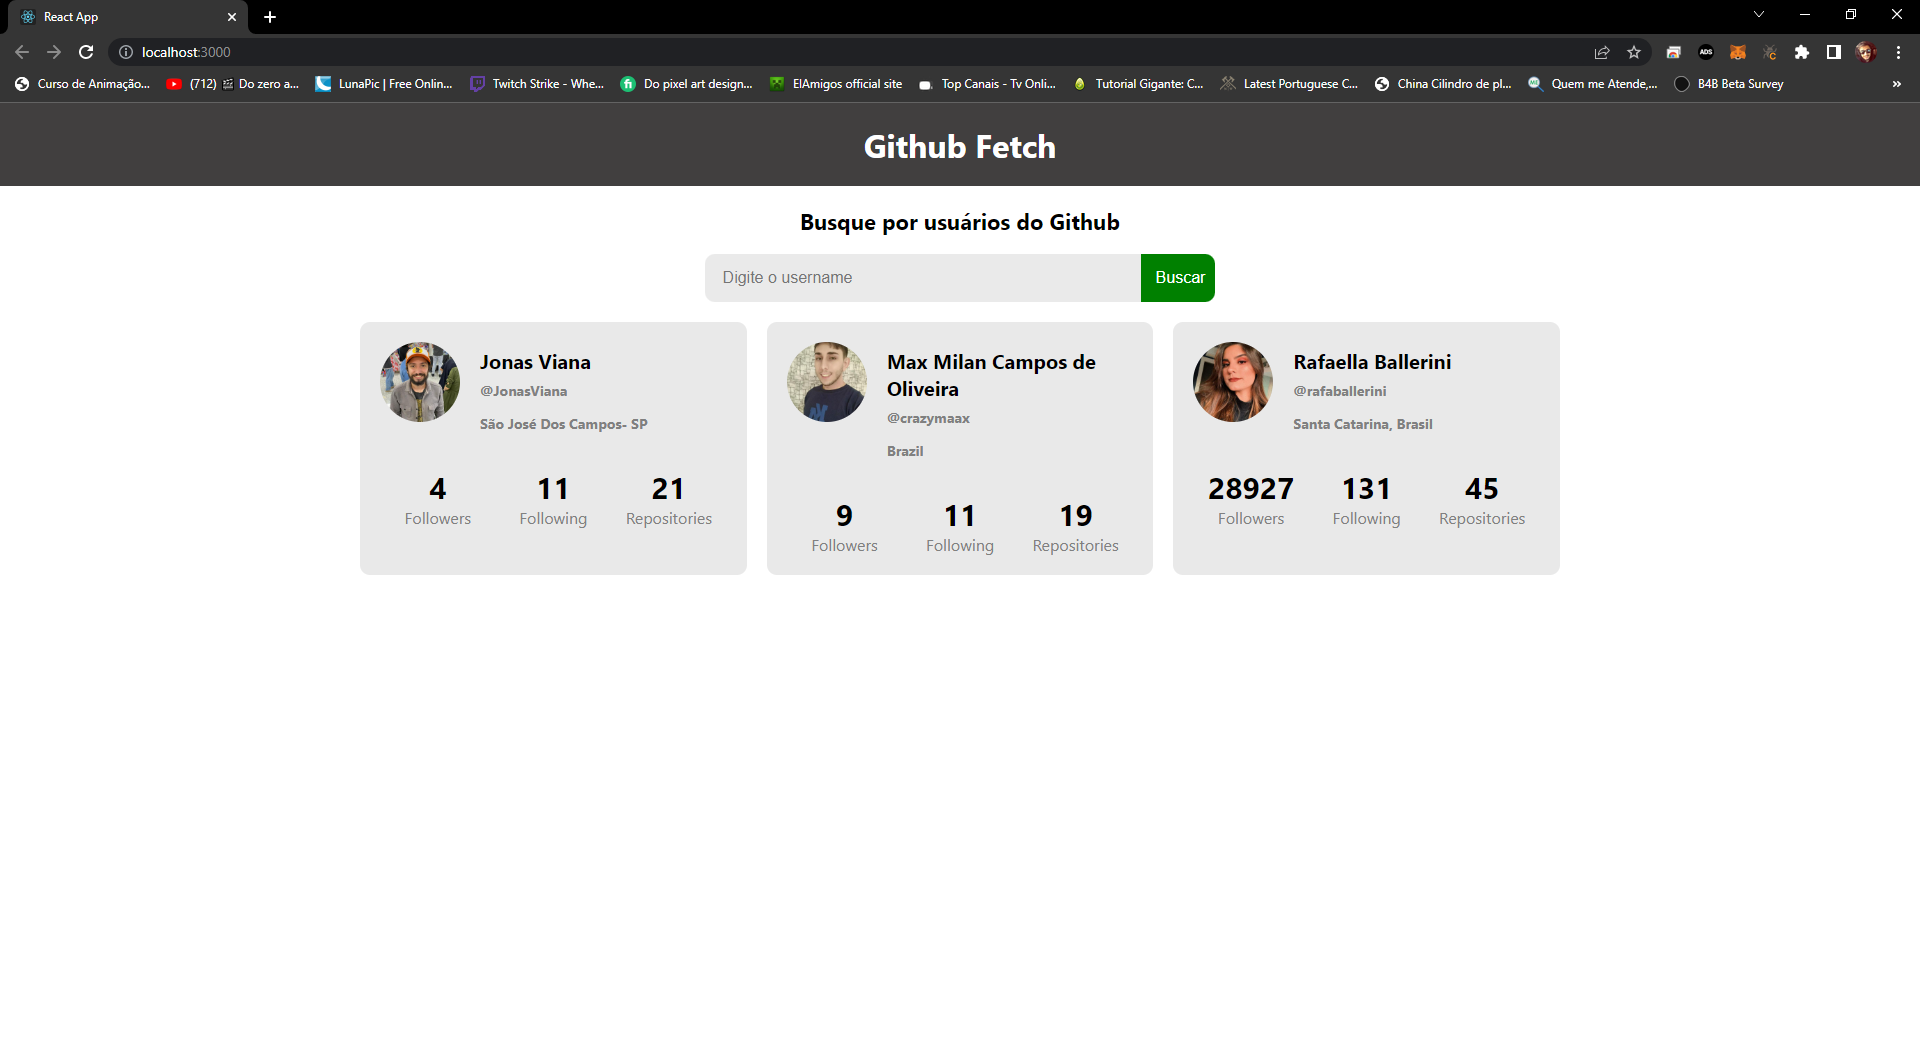 React App
localhost:3000
ADS
Curso de Animação...
(712) Do zero a...
LunaPic | Free Onlin...
Twitch Strike - Whe...
Do pixel art design...
ElAmigos official site
Top Canais - Tv Onli...
Tutorial Gigante: C...
Latest Portuguese C...
China Cilindro de pl...
Quem me Atende,...
B4B Beta Survey
»
Github Fetch
Busque por usuários do Github
Digite o username
Buscar
Jonas Viana
@JonasViana
São José Dos Campos- SP
4 11 21
Followers Following Repositories
Max Milan Campos de
Oliveira
@crazymaax
Brazil
9 11 19
Followers Following Repositories
Rafaella Ballerini
@rafaballerini
Santa Catarina, Brasil
28927 131 45
Followers Following Repositories